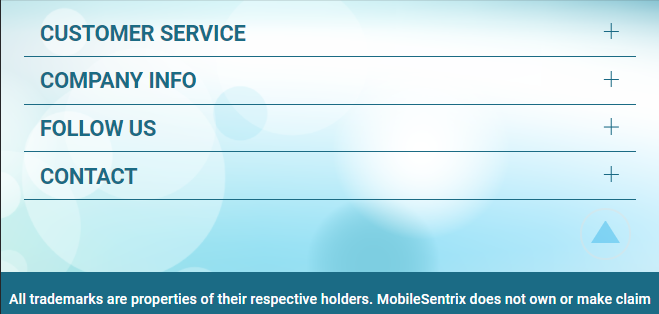 CUSTOMER SERVICE
COMPANY INFO
FOLLOW US
CONTACT
All trademarks are properties of their respective holders. MobileSentrix does not own or make claim